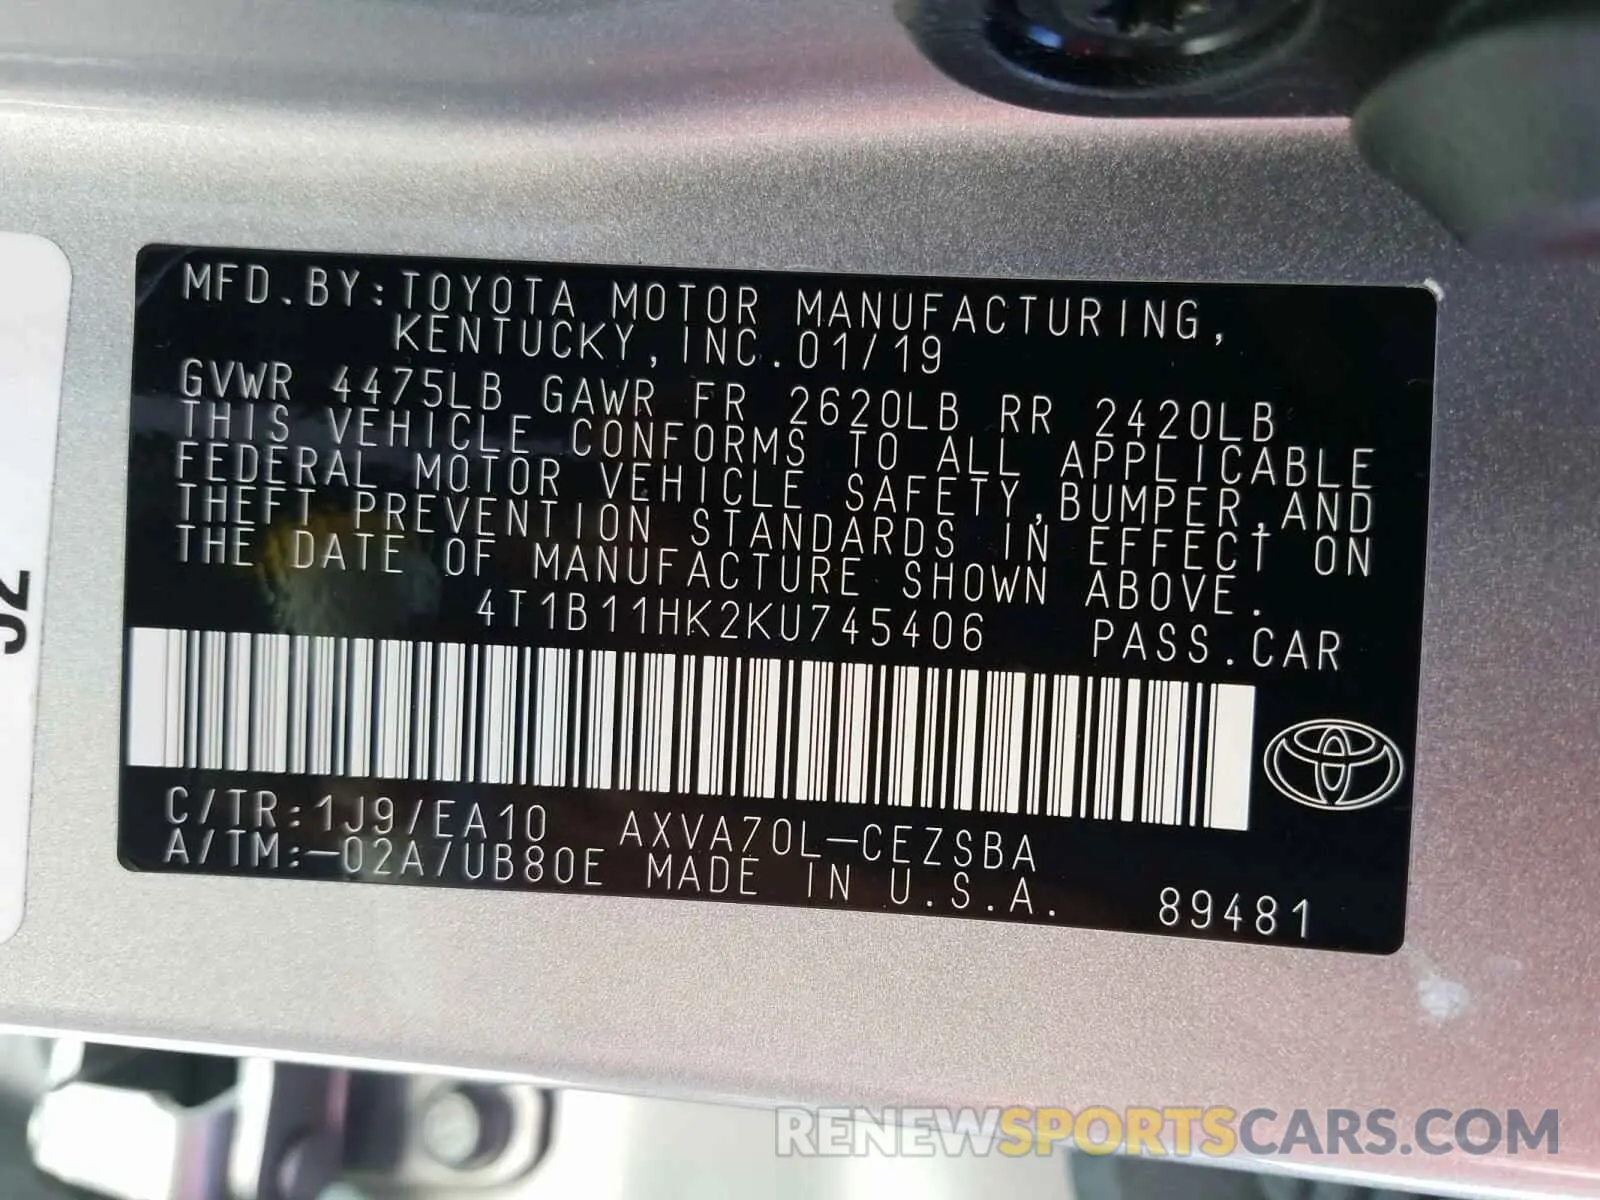 MFD.BY:TOYOTA MOTOR MANUFACTURING,
KENTUCKY,INC.01/19
GVWR 4475LB GAWR FR 2620LB RR 2420LB
THIS VEHICLE CONFORMS TO ALL APPLICABLE
FEDERAL MOTOR VEHICLE SAFETY,BUMPER,AND
THEFT PREVENTION STANDARDS IN EFFECT ON
THE DATE OF MANUFACTURE SHOWN ABOVE.
4T1B11HK2KU745406 PASS.CAR
C/TR:1J9/EA10 AXVA70L-CEZSBA
A/TM:-02A/UB80E MADE IN U.S.A. 89481
RENEWSPORTSCARS.COM